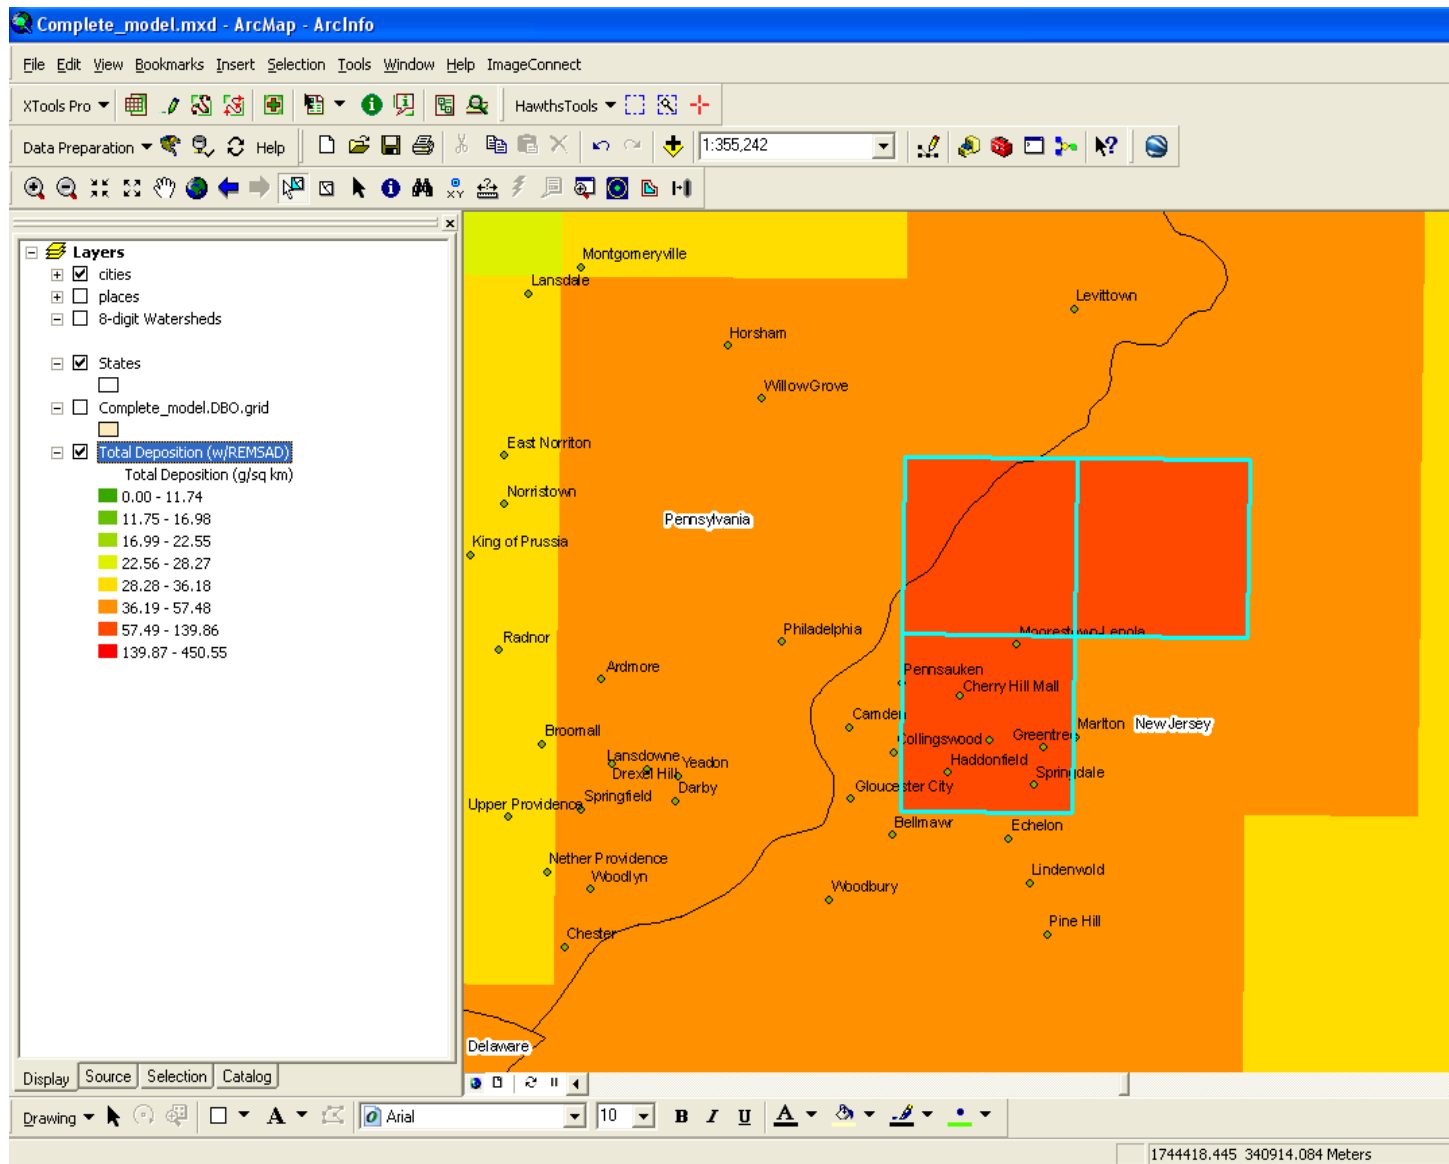 Complete_model.mxd - ArcMap - ArcInfo
File Edit View Bookmarks Insert Selection Tools Window Help ImageConnect
XTools Pro HawthsTools
Data Preparation Help 1:355,242
Layers
cities
places
8-digit Watersheds
States
Complete_model.DBO.grid
Total Deposition (w/REMSAD)
Total Deposition (g/sq km)
0.00 - 11.74
11.75 - 16.98
16.99 - 22.55
22.56 - 28.27
28.28 - 36.18
36.19 - 57.48
57.49 - 139.86
139.87 - 450.55
Montgomeryville
Lansdale
Levittown
Horsham
WillowGrove
East Norriton
Norristown
Pennsylvania
King of Prussia
Philadelphia
Moorestown-Lenola
Radnor
Ardmore
Pennsauken
Cherry Hill Mall
Camden
Marlton
New Jersey
Broomall
Collingswood
Greentree
Lansdowne
Yeadon
Drexel Hill
Haddonfield
Springdale
Darby
Gloucester City
Upper Providence
Springfield
Bellmawr
Echelon
Nether Providence
Woodlyn
Lindenwold
Woodbury
Pine Hill
Chester
Delaware
Display Source Selection Catalog
Drawing A Arial 10 B I U A
1744418.445 340914.084 Meters